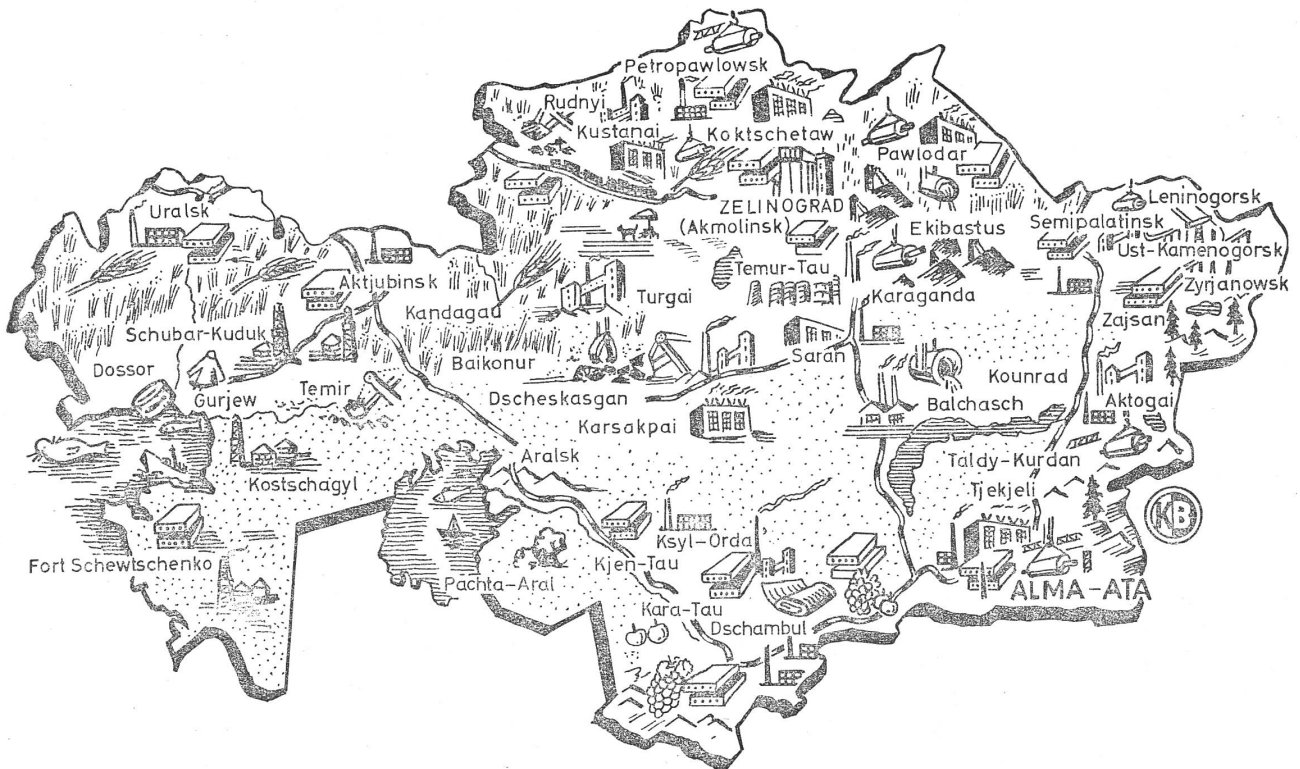 Petropawlowsk
Rudnyi
Kustanai
Koktschetaw
Pawlodar
ZELINOGRAD
(Akmolinsk)
Ekibastus
Leninogorsk
Semipalatinsk
Ust-Kamenogorsk
Uralsk
Aktjubinsk
Temur-Tau
Zyrjanowsk
Kandagau
Turgai
Karaganda
Zajsan
Schubar-Kuduk
Baikonur
Saran
Dossor
Gurjew
Temir
Dscheskasgan
Kounrad
Balchasch
Aktogai
Karsakpai
Aralsk
Taldy-Kurdan
Kostschagyl
Tjekjeli
KB
Ksyl-Orda
Fort Schewtschenko
Kjen-Tau
Pachta-Aral
ALMA-ATA
Kara-Tau
Dschambul